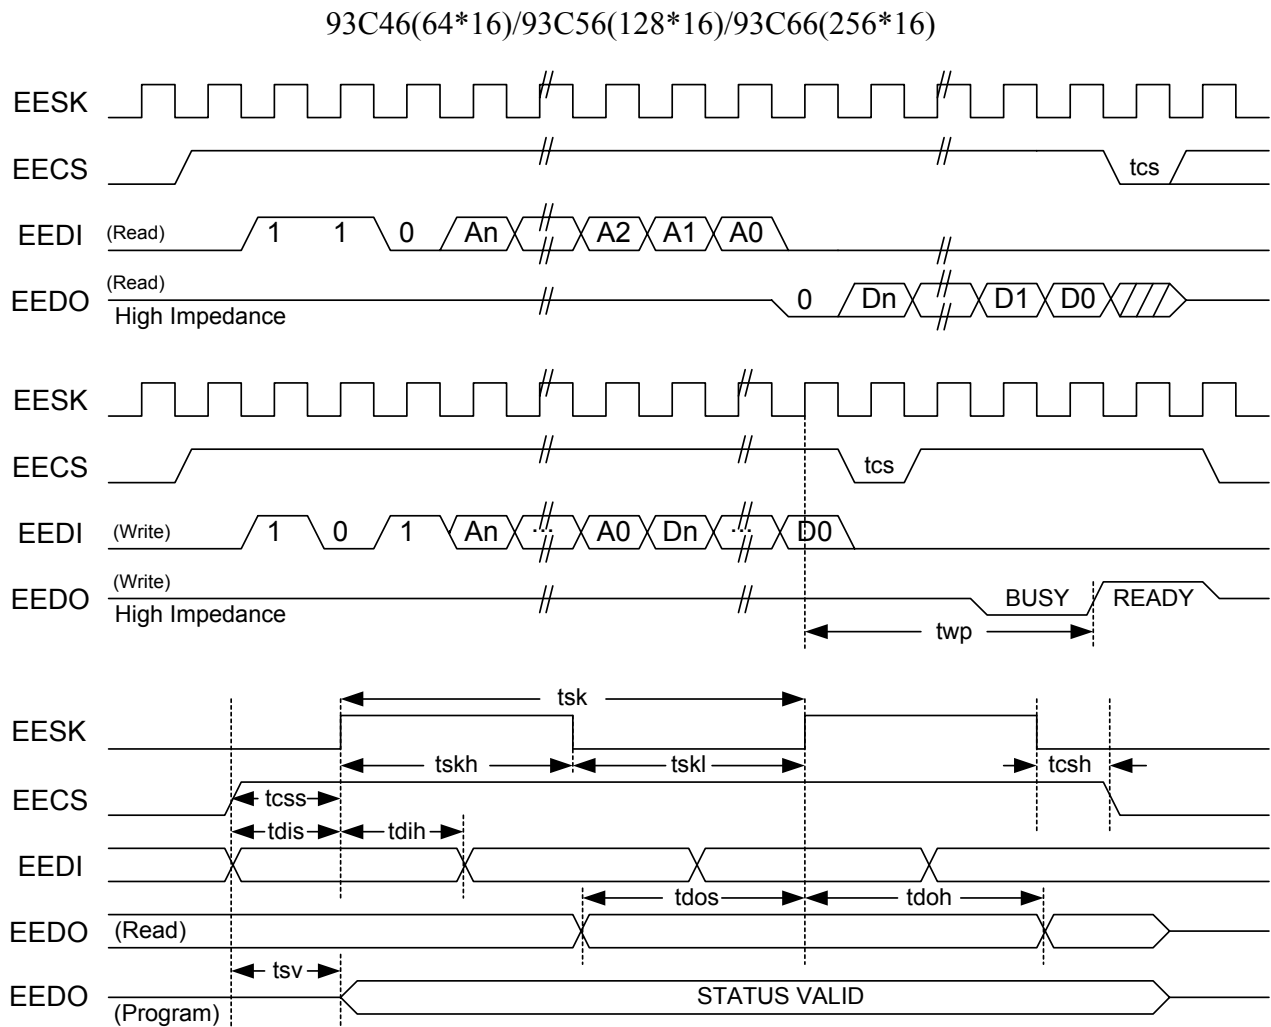 93C46(64*16)/93C56(128*16)/93C66(256*16)
EESK
EECS tcs
EEDI (Read) 1 1 0 An A2 A1 A0
EEDO (Read) High Impedance 0 Dn D1 D0
EESK
EECS tcs
EEDI (Write) 1 0 1 An ... A0 Dn ... D0
EEDO (Write) High Impedance BUSY READY
twp
tsk
EESK
tskh tskl tcsh
EECS tcss
tdis tdih
EEDI
tdos tdoh
EEDO (Read)
tsv
EEDO (Program) STATUS VALID